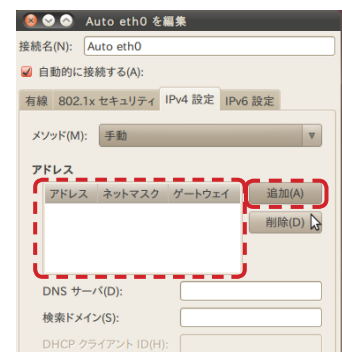 Auto eth0 を編集
接続名(N): Auto eth0
自動的に接続する(A):
有線 802.1x セキュリティ IPv4 設定 IPv6 設定
メソッド(M): 手動
アドレス
アドレス ネットマスク ゲートウェイ 追加(A)
削除(D)
DNS サーバ(D):
検索ドメイン(S):
DHCP クライアント ID(H):